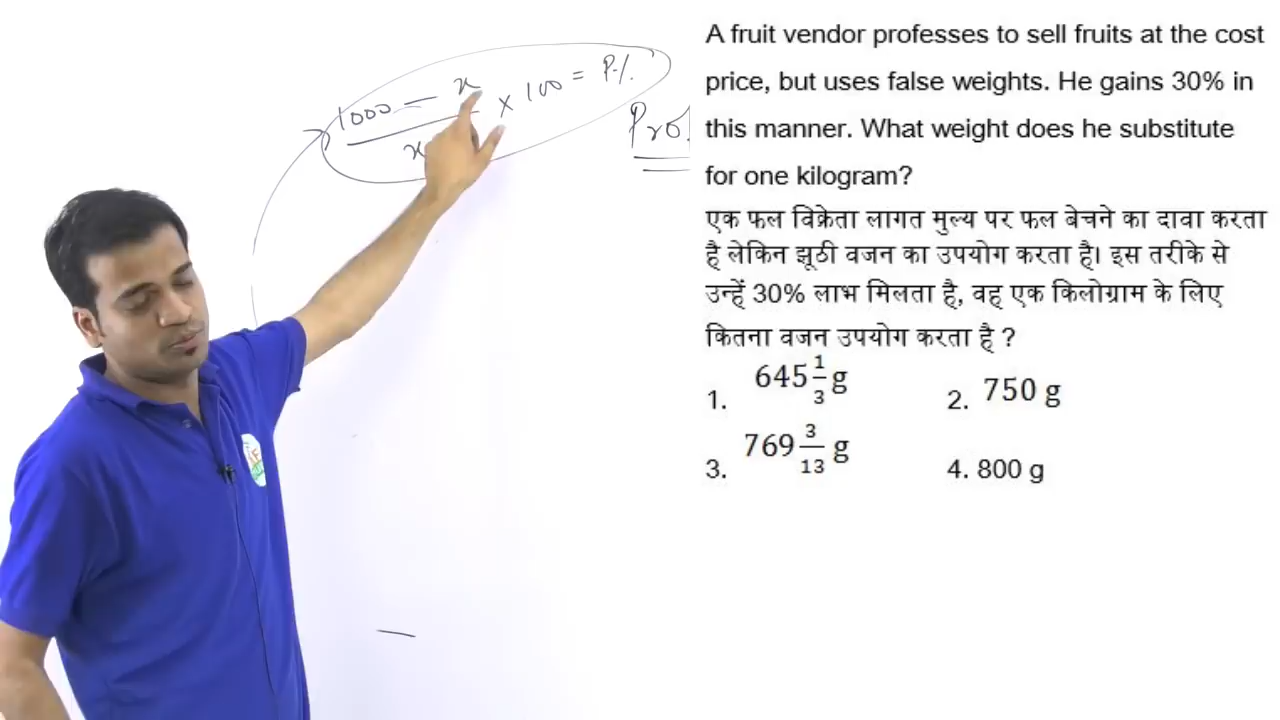 1000 — x
x
× 100 = P%
A fruit vendor professes to sell fruits at the cost
price, but uses false weights. He gains 30% in
this manner. What weight does he substitute
for one kilogram?
एक फल विक्रेता लागत मुल्य पर फल बेचने का दावा करता
है लेकिन झूठी वजन का उपयोग करता है। इस तरीके से
उन्हें 30% लाभ मिलता है, वह एक किलोग्राम के लिए
कितना वजन उपयोग करता है ?
1. 645 1/3 g
2. 750 g
3. 769 3/13 g
4. 800 g